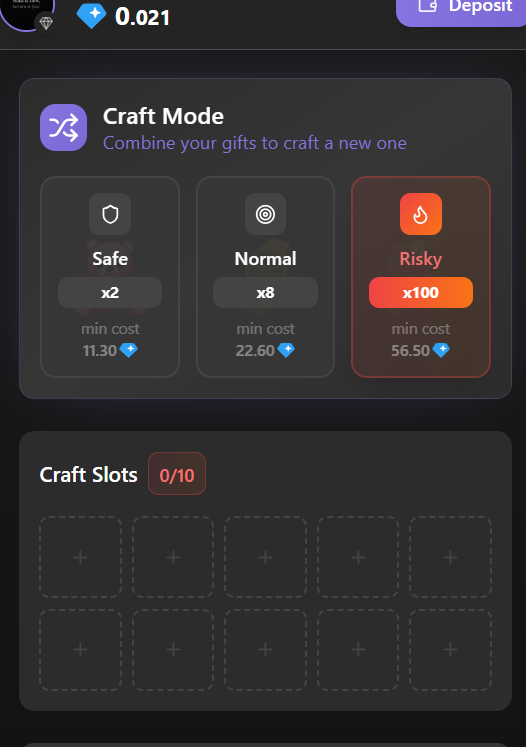 0.021
Deposit
Craft Mode
Combine your gifts to craft a new one
Safe
x2
min cost
11.30
Normal
x8
min cost
22.60
Risky
x100
min cost
56.50
Craft Slots
0/10
+ + + + +
+ + + + +